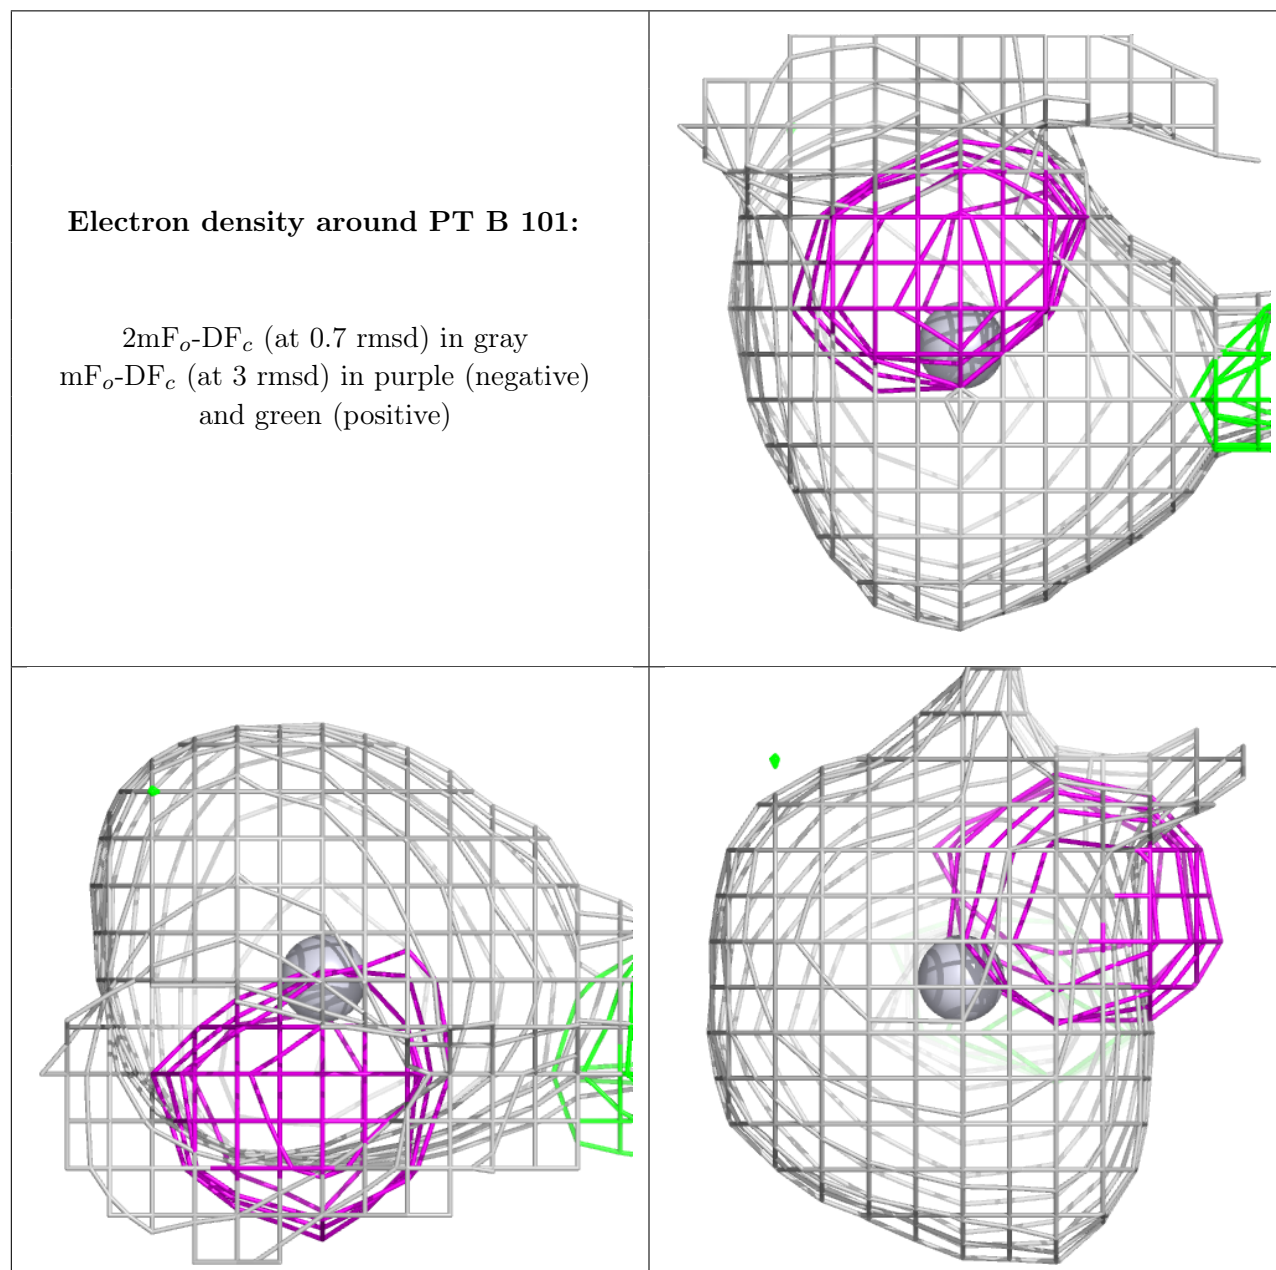 Electron density around PT B 101:
2mFo-DFc (at 0.7 rmsd) in gray
mFo-DFc (at 3 rmsd) in purple (negative)
and green (positive)